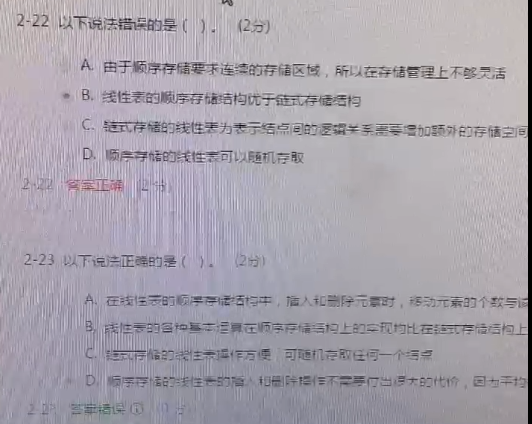 2-22 以下说法错误的是( )。 (2分)
A. 由于顺序存储要求连续的存储区域，所以在存储管理上不够灵活
B. 线性表的顺序存储结构优于链式存储结构
C. 链式存储的线性表为表示结点间的逻辑关系需要增加额外的存储空间
D. 顺序存储的线性表可以随机存取
2-22 答案正确 (2分)
2-23 以下说法正确的是( )。 (2分)
A. 在线性表的顺序存储结构中，插入和删除元素时，移动元素的个数与该
B. 线性表的各种基本运算在顺序存储结构上的实现均比在链式存储结构上
C. 链式存储的线性表操作方便，可随机存取任何一个结点
D. 顺序存储的线性表的插入和删除操作不需要付出很大的代价，因为平均
2-23 答案错误